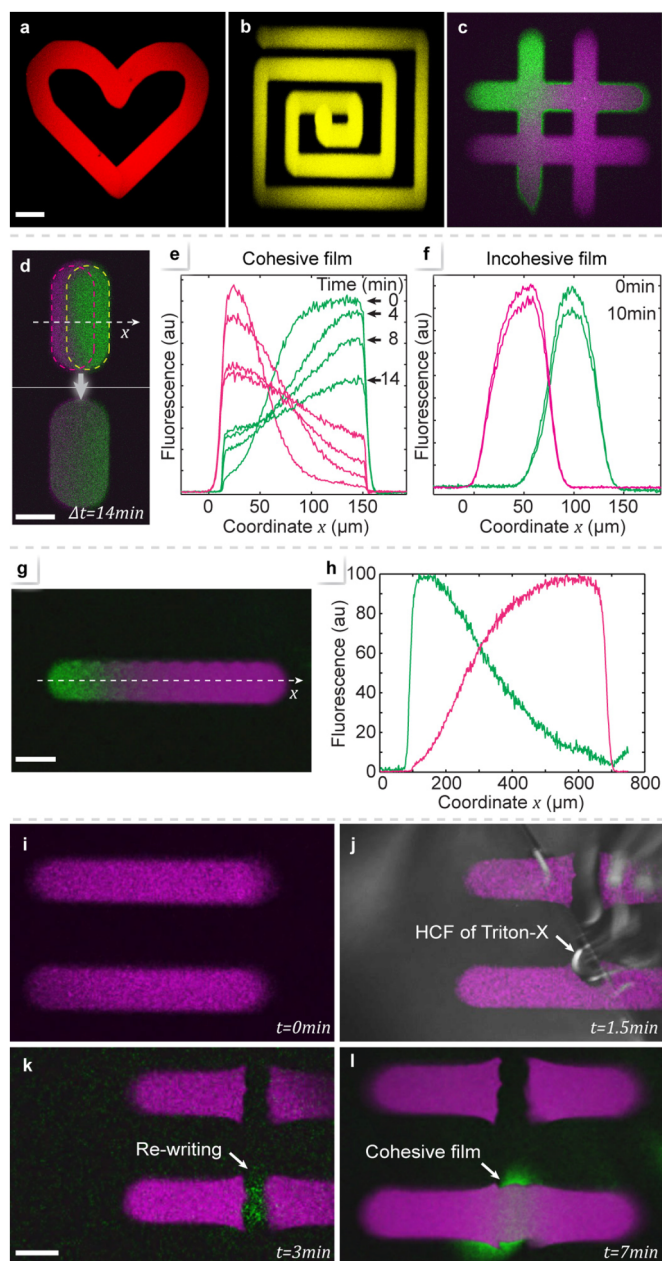 a
b
c
d
x
Δt=14min
e
Cohesive film
Time (min)
0
4
8
14
Fluorescence (au)
0 50 100 150
Coordinate x (μm)
f
Incohesive film
0min
10min
Fluorescence (au)
0 50 100 150
Coordinate x (μm)
g
x
h
100
80
60
40
20
0
Fluorescence (au)
0 200 400 600 800
Coordinate x (μm)
i
t=0min
j
HCF of Triton-X
t=1.5min
k
Re-writing
t=3min
l
Cohesive film
t=7min